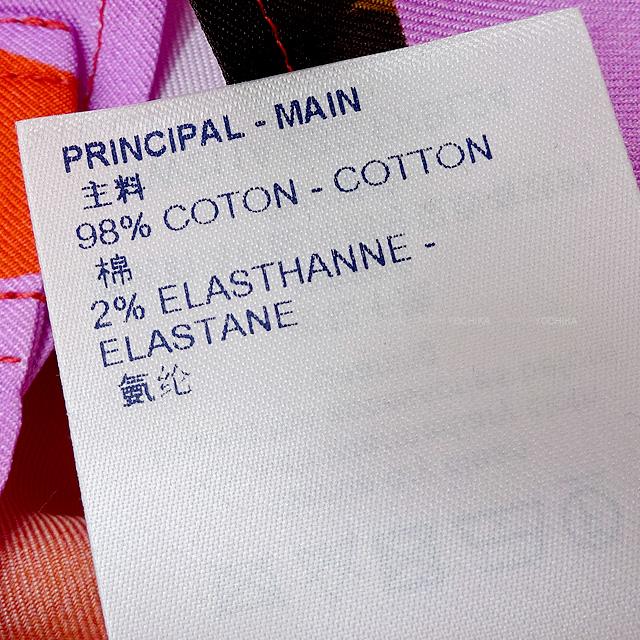 PRINCIPAL - MAIN
主料
98% COTON - COTTON
棉
2% ELASTHANNE -
ELASTANE
氨纶